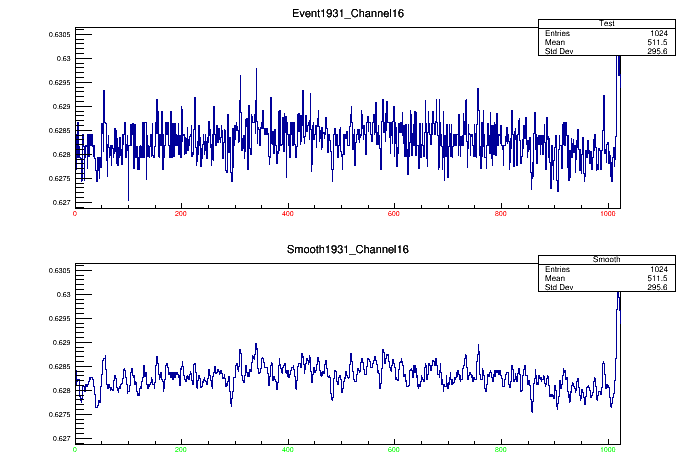 Event1931_Channel16
Test
Entries 1024
Mean 511.5
Std Dev 295.6
0.6305
0.63
0.6295
0.629
0.6285
0.628
0.6275
0.627
0 200 400 600 800 1000
Smooth1931_Channel16
Smooth
Entries 1024
Mean 511.5
Std Dev 295.6
0.6305
0.63
0.6295
0.629
0.6285
0.628
0.6275
0.627
0 200 400 600 800 1000